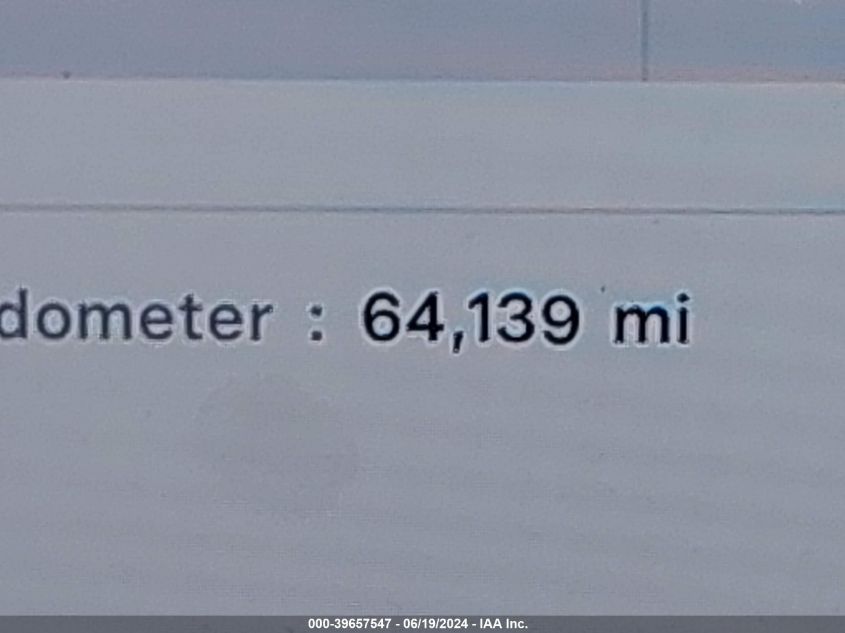 dometer : 64,139 mi
000-39657547 - 06/19/2024 - IAA Inc.